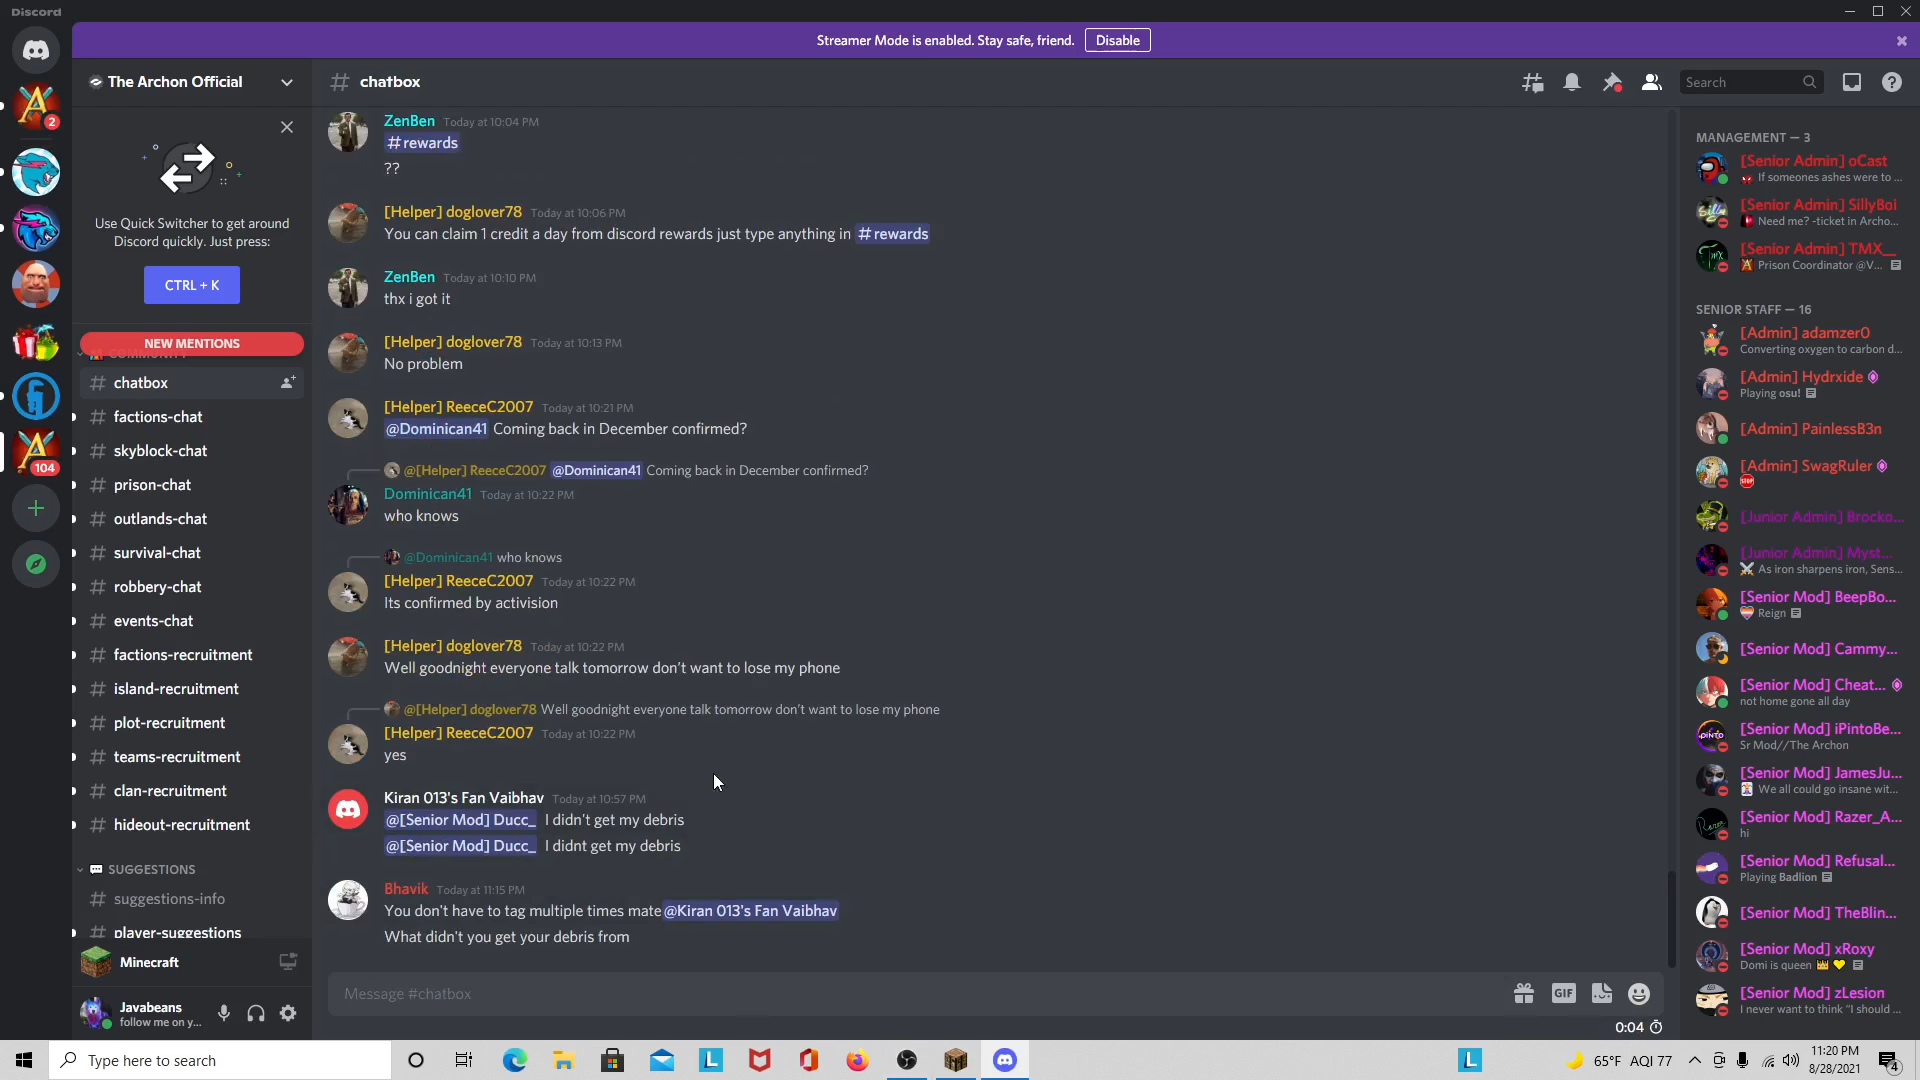 Discord
Streamer Mode is enabled. Stay safe, friend. Disable
The Archon Official
# chatbox
Search
2
104
Use Quick Switcher to get around
Discord quickly. Just press:
CTRL + K
NEW MENTIONS
chatbox
factions-chat
skyblock-chat
prison-chat
outlands-chat
survival-chat
robbery-chat
events-chat
factions-recruitment
island-recruitment
plot-recruitment
teams-recruitment
clan-recruitment
hideout-recruitment
SUGGESTIONS
suggestions-info
player-suggestions
Minecraft
Javabeans
follow me on y...
ZenBen Today at 10:04 PM
#rewards
??
[Helper] doglover78 Today at 10:06 PM
You can claim 1 credit a day from discord rewards just type anything in # rewards
ZenBen Today at 10:10 PM
thx i got it
[Helper] doglover78 Today at 10:13 PM
No problem
[Helper] ReeceC2007 Today at 10:21 PM
@Dominican41 Coming back in December confirmed?
@[Helper] ReeceC2007 @Dominican41 Coming back in December confirmed?
Dominican41 Today at 10:22 PM
who knows
@Dominican41 who knows
[Helper] ReeceC2007 Today at 10:22 PM
Its confirmed by activision
[Helper] doglover78 Today at 10:22 PM
Well goodnight everyone talk tomorrow don't want to lose my phone
@[Helper] doglover78 Well goodnight everyone talk tomorrow don't want to lose my phone
[Helper] ReeceC2007 Today at 10:22 PM
yes
Kiran 013's Fan Vaibhav Today at 10:57 PM
@[Senior Mod] Ducc_ I didn't get my debris
@[Senior Mod] Ducc_ I didnt get my debris
Bhavik Today at 11:15 PM
You don't have to tag multiple times mate @Kiran 013's Fan Vaibhav
What didn't you get your debris from
Message #chatbox
GIF
0:04
MANAGEMENT — 3
[Senior Admin] oCast
If someones ashes were to ...
[Senior Admin] SillyBoi
Need me? -ticket in Archo...
[Senior Admin] TMX__
Prison Coordinator @V...
SENIOR STAFF — 16
[Admin] adamzer0
Converting oxygen to carbon d...
[Admin] Hydrxide
Playing osu!
[Admin] PainlessB3n
[Admin] SwagRuler
STOP
[Junior Admin] Brocko...
[Junior Admin] Myst...
As iron sharpens iron, Sens...
[Senior Mod] BeepBo...
Reign
[Senior Mod] Cammy...
[Senior Mod] Cheat...
not home gone all day
[Senior Mod] iPintoBe...
Sr Mod//The Archon
[Senior Mod] JamesJu...
We all could go insane wit...
[Senior Mod] Razer_A...
hi
[Senior Mod] Refusal...
Playing Badlion
[Senior Mod] TheBlin...
[Senior Mod] xRoxy
Domi is queen
[Senior Mod] zLesion
I never want to think "I should ...
Type here to search
65°F AQI 77
11:20 PM
8/28/2021
4